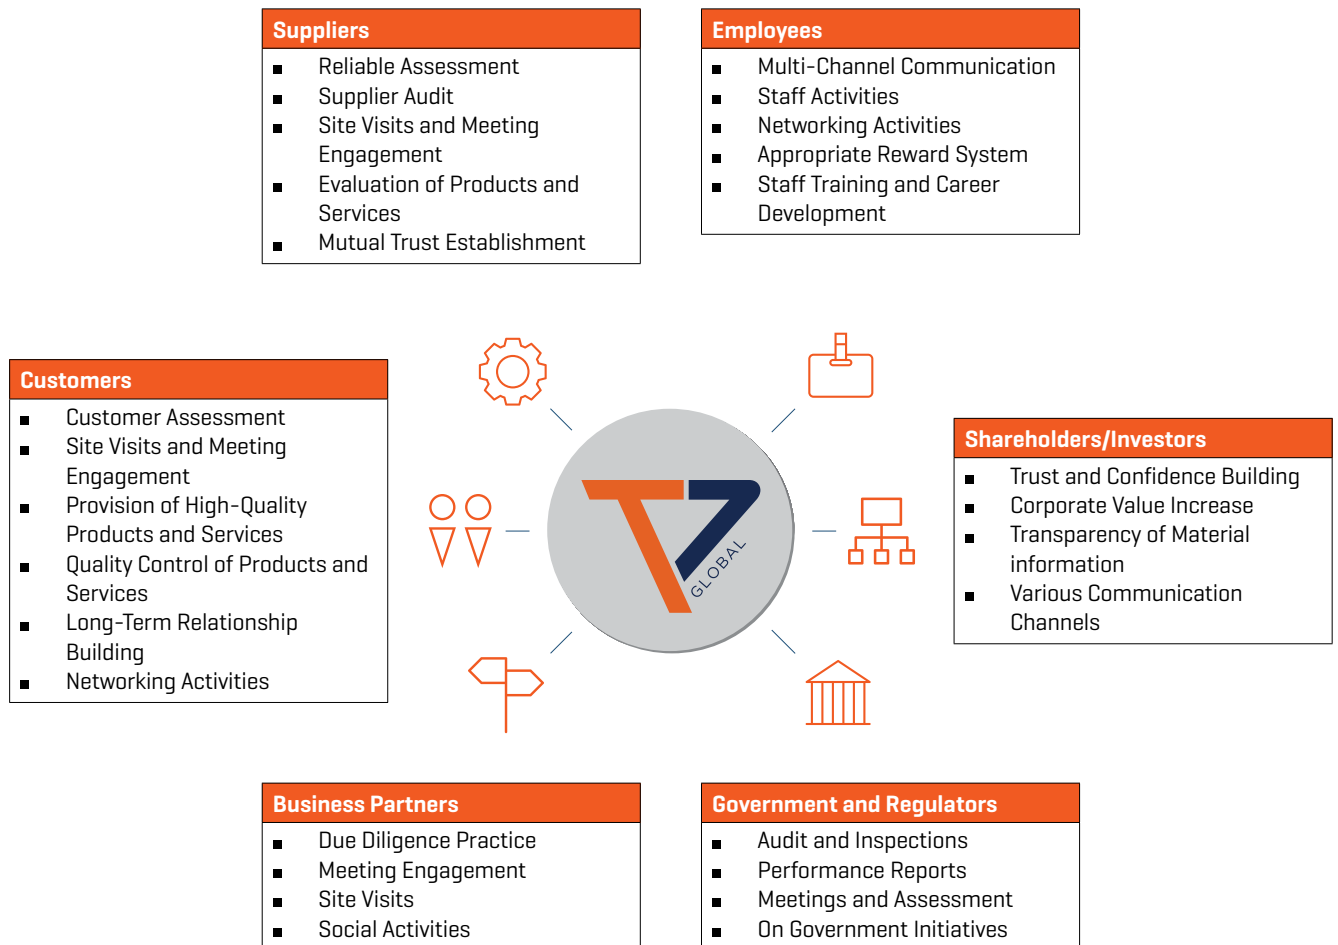 Suppliers
Reliable Assessment
Supplier Audit
Site Visits and Meeting
Engagement
Evaluation of Products and
Services
Mutual Trust Establishment
Employees
Multi-Channel Communication
Staff Activities
Networking Activities
Appropriate Reward System
Staff Training and Career
Development
Customers
Customer Assessment
Site Visits and Meeting
Engagement
Provision of High-Quality
Products and Services
Quality Control of Products and
Services
Long-Term Relationship
Building
Networking Activities
T7
GLOBAL
Shareholders/Investors
Trust and Confidence Building
Corporate Value Increase
Transparency of Material
information
Various Communication
Channels
Business Partners
Due Diligence Practice
Meeting Engagement
Site Visits
Social Activities
Government and Regulators
Audit and Inspections
Performance Reports
Meetings and Assessment
On Government Initiatives